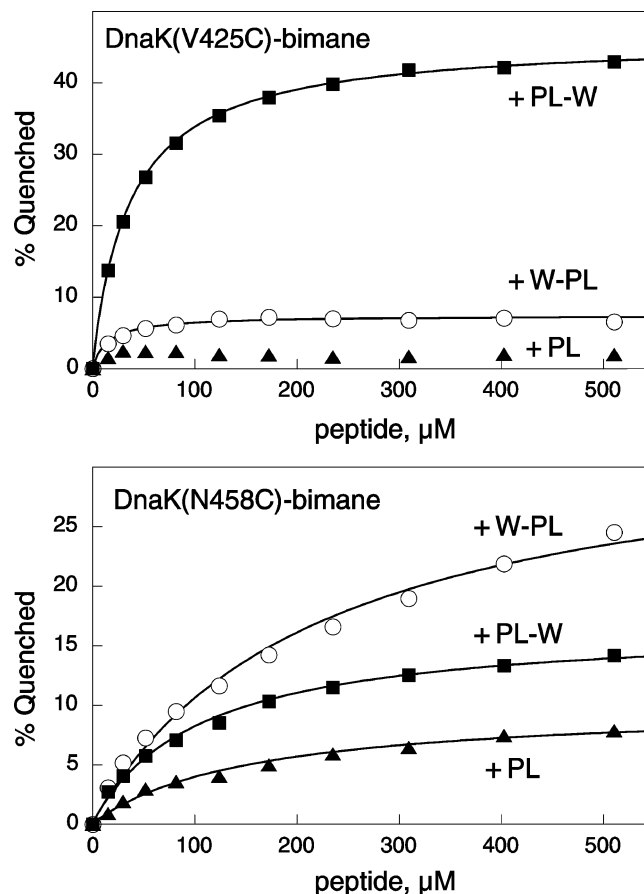 DnaK(V425C)-bimane
40
+ PL-W
30
% Quenched
20
10
+ W-PL
+ PL
0
0 100 200 300 400 500
peptide, μM
DnaK(N458C)-bimane
25
+ W-PL
20
+ PL-W
15
% Quenched
10
5
+ PL
0
0 100 200 300 400 500
peptide, μM